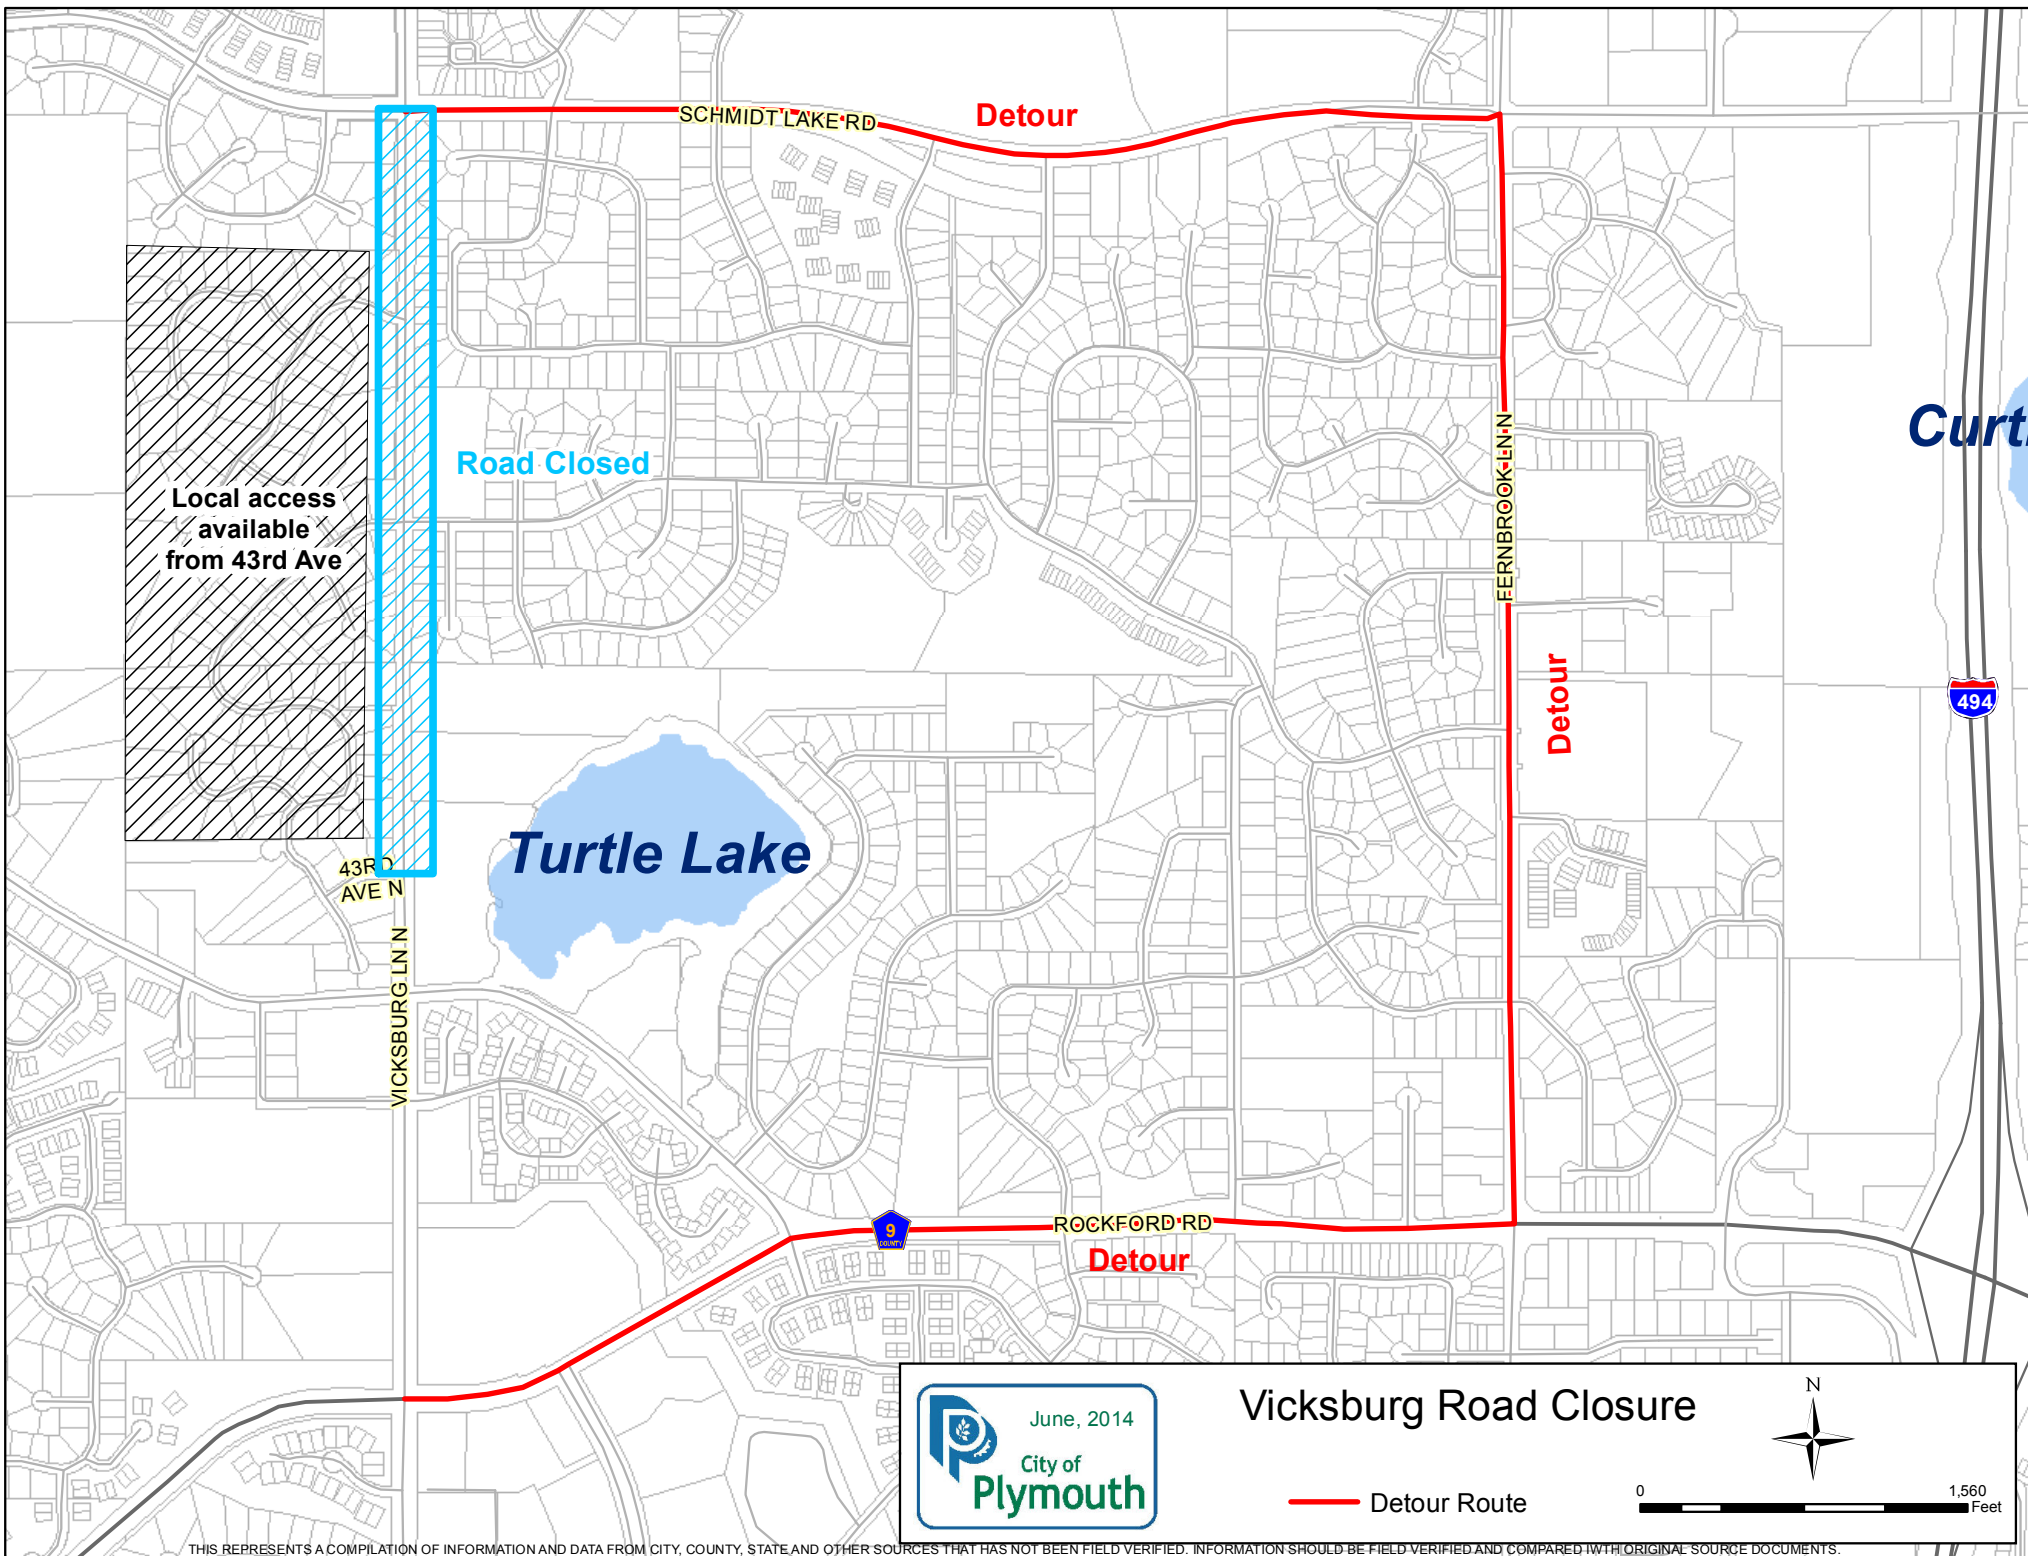 SCHMIDT LAKE RD
Detour
Curt
Road Closed
FERNBROOK LN N
Local access
available
from 43rd Ave
Detour
494
Turtle Lake
43RD
AVE N
VICKSBURG LN N
9
COUNTY
ROCKFORD RD
Detour
June, 2014
City of
Plymouth
Vicksburg Road Closure
N
Detour Route
0
1,560
Feet
THIS REPRESENTS A COMPILATION OF INFORMATION AND DATA FROM CITY, COUNTY, STATE AND OTHER SOURCES THAT HAS NOT BEEN FIELD VERIFIED. INFORMATION SHOULD BE FIELD VERIFIED AND COMPARED IWTH ORIGINAL SOURCE DOCUMENTS.